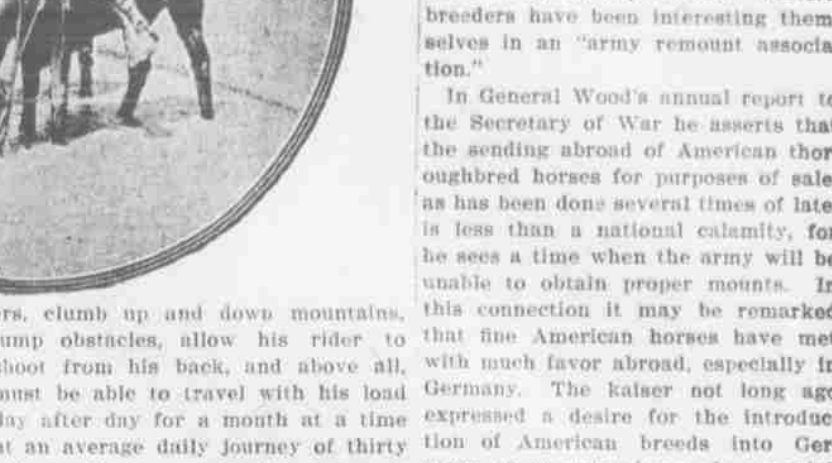 ers, clumb up and down mountains,
ump obstacles, allow his rider to
shoot from his back, and above all,
must be able to travel with his load
day after day for a month at a time
at an average daily journey of thirty
breeders have been interesting them
selves in an "army remount associa
tion."
In General Wood's annual report to
the Secretary of War he asserts that
the sending abroad of American thor
oughbred horses for purposes of sale
as has been done several times of late
is less than a national calamity, for
he sees a time when the army will be
unable to obtain proper mounts. In
this connection it may be remarked
that fine American horses have met
with much favor abroad, especially in
Germany. The kaiser not long ago
expressed a desire for the introduc
tion of American breeds into Ger